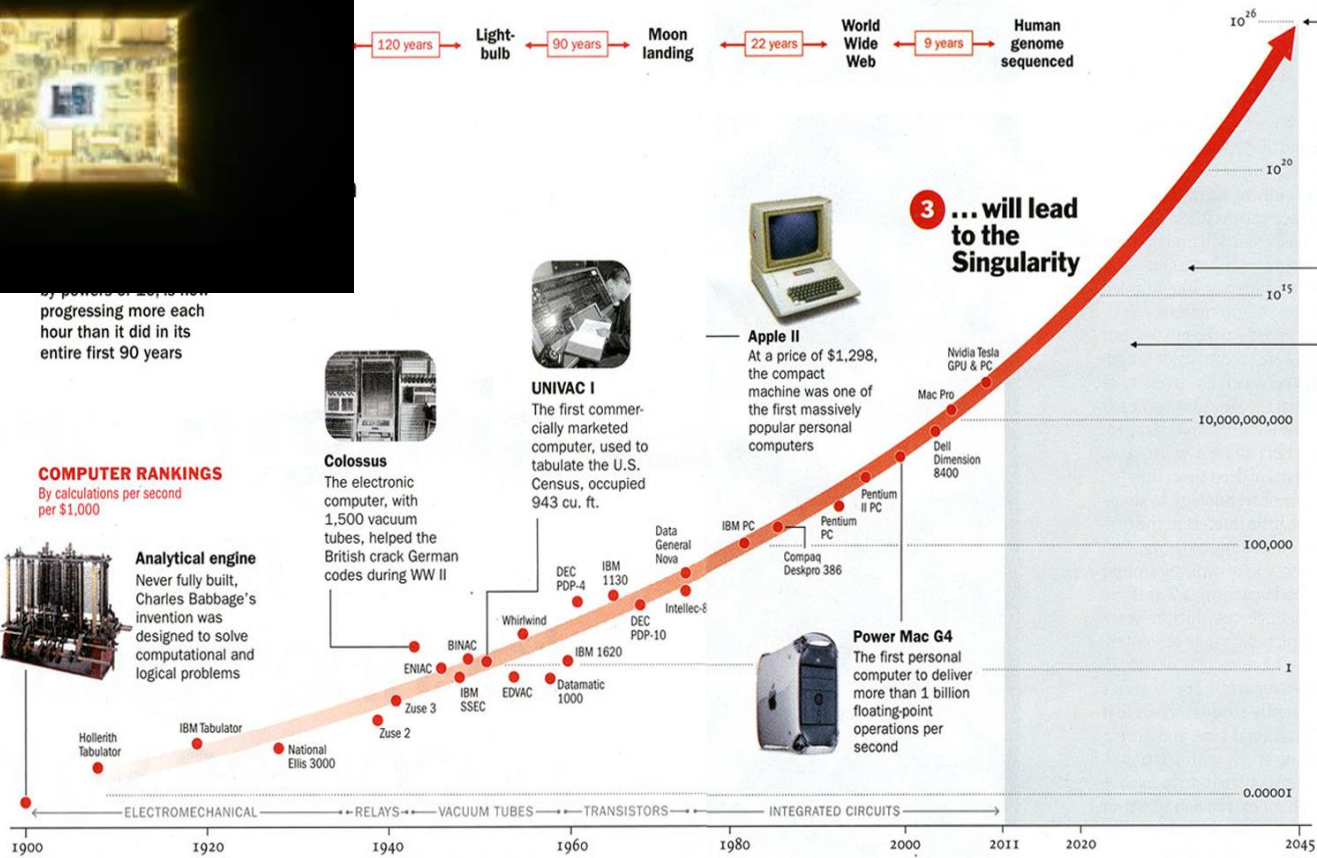 120 years
Light-
bulb
90 years
Moon
landing
22 years
World
Wide
Web
9 years
Human
genome
sequenced
10²⁶
10²⁰
3 ...will lead
to the
Singularity
10¹⁵
progressing more each
hour than it did in its
entire first 90 years
Apple II
At a price of $1,298,
the compact
machine was one of
the first massively
popular personal
computers
UNIVAC I
The first commer-
cially marketed
computer, used to
tabulate the U.S.
Census, occupied
943 cu. ft.
Colossus
The electronic
computer, with
1,500 vacuum
tubes, helped the
British crack German
codes during WW II
COMPUTER RANKINGS
By calculations per second
per $1,000
Analytical engine
Never fully built,
Charles Babbage's
invention was
designed to solve
computational and
logical problems
Nvidia Tesla
GPU & PC
Mac Pro
10,000,000,000
Dell
Dimension
8400
Pentium
II PC
Pentium
PC
IBM PC
Compaq
Deskpro 386
100,000
Data
General
Nova
Intellec-8
IBM
1130
DEC
PDP-4
DEC
PDP-10
Whirlwind
IBM 1620
BINAC
ENIAC
IBM
SSEC
EDVAC
Datamatic
1000
Zuse 3
Zuse 2
IBM Tabulator
National
Ellis 3000
Hollerith
Tabulator
Power Mac G4
The first personal
computer to deliver
more than 1 billion
floating-point
operations per
second
1
0.00001
ELECTROMECHANICAL
RELAYS
VACUUM TUBES
TRANSISTORS
INTEGRATED CIRCUITS
1900
1920
1940
1960
1980
2000
2011
2020
2045